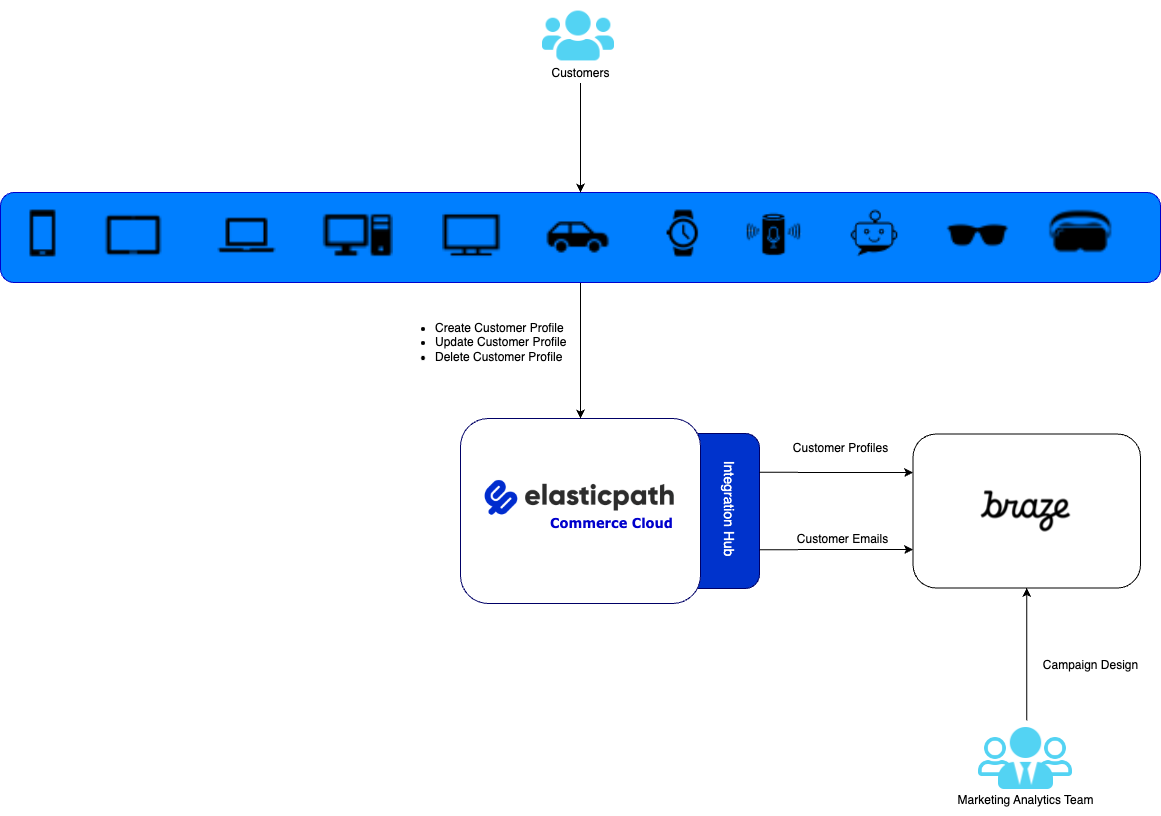 Customers
Create Customer Profile
Update Customer Profile
Delete Customer Profile
elasticpath
Commerce Cloud
Integration Hub
Customer Profiles
Customer Emails
braze
Campaign Design
Marketing Analytics Team